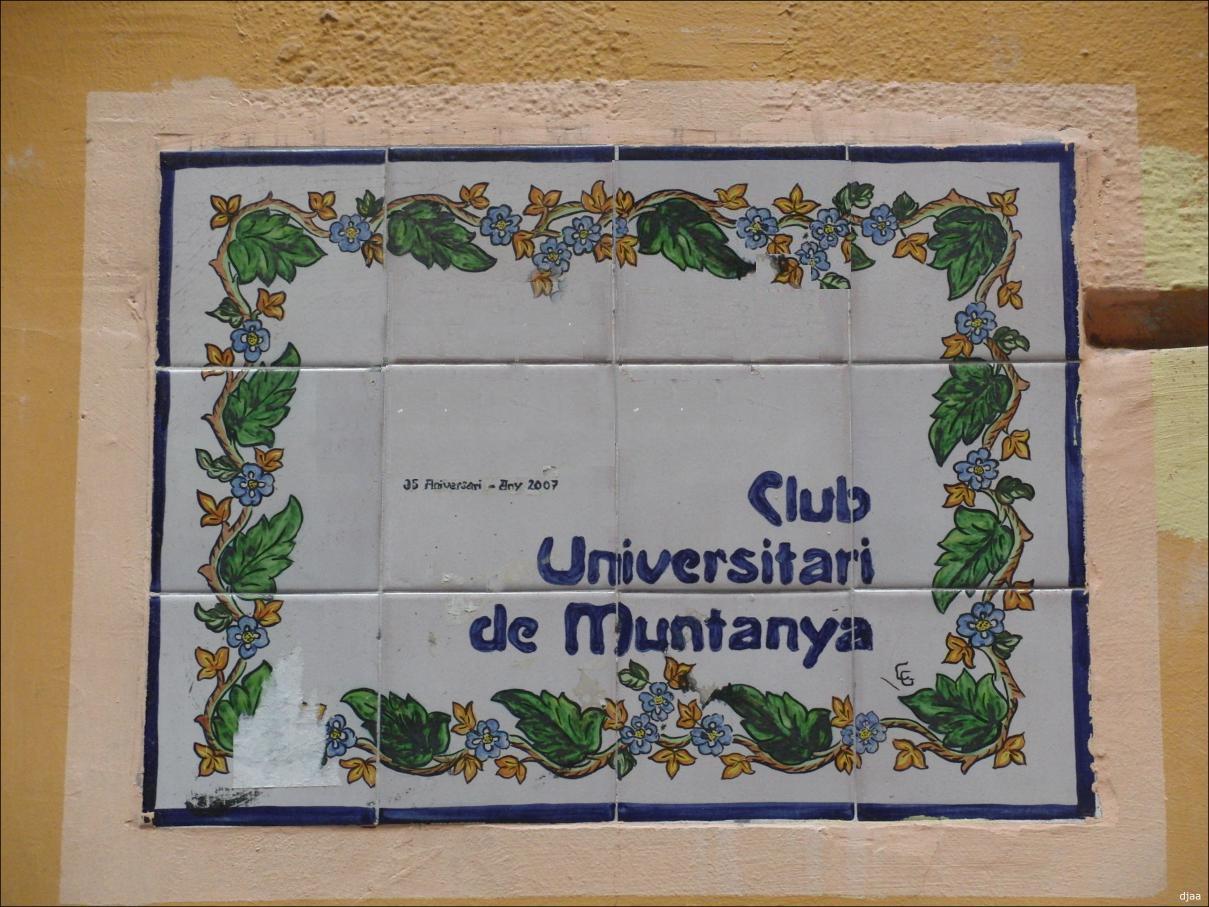 35 Aniversari - Any 2007
Club
Universitari
de Muntanya
CG
djaa